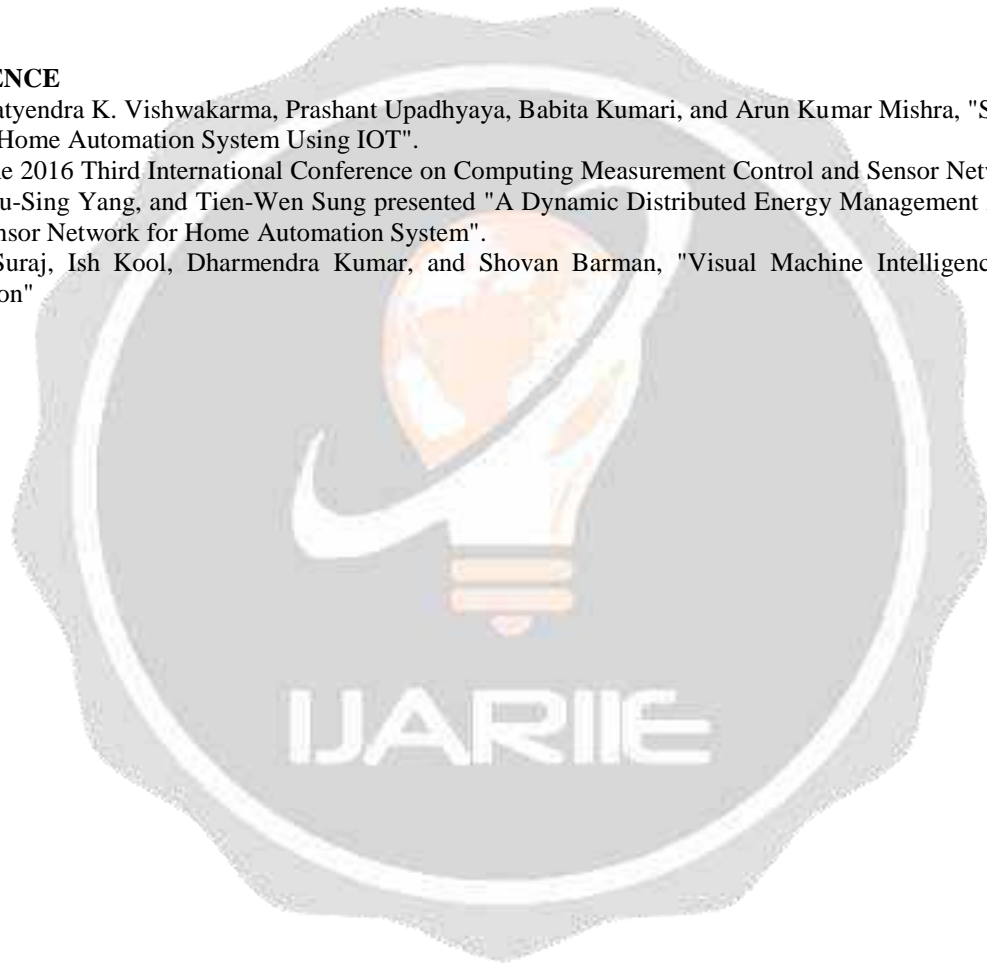 ENCE
atyendra K. Vishwakarma, Prashant Upadhyaya, Babita Kumari, and Arun Kumar Mishra, "S
Home Automation System Using IOT".
e 2016 Third International Conference on Computing Measurement Control and Sensor Netw
u-Sing Yang, and Tien-Wen Sung presented "A Dynamic Distributed Energy Management
nsor Network for Home Automation System".
Suraj, Ish Kool, Dharmendra Kumar, and Shovan Barman, "Visual Machine Intelligenc
on"
IJARIIE